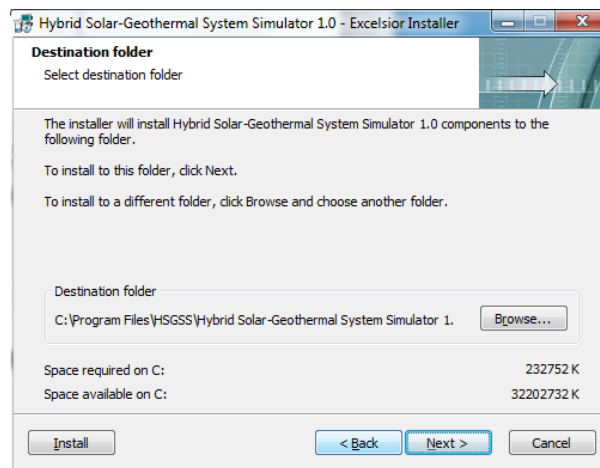 Hybrid Solar-Geothermal System Simulator 1.0 - Excelsior Installer
Destination folder
Select destination folder
The installer will install Hybrid Solar-Geothermal System Simulator 1.0 components to the
following folder.
To install to this folder, click Next.
To install to a different folder, click Browse and choose another folder.
Destination folder
C:\Program Files\HSGSS\Hybrid Solar-Geothermal System Simulator 1.
Browse...
Space required on C: 232752 K
Space available on C: 32202732 K
Install < Back Next > Cancel